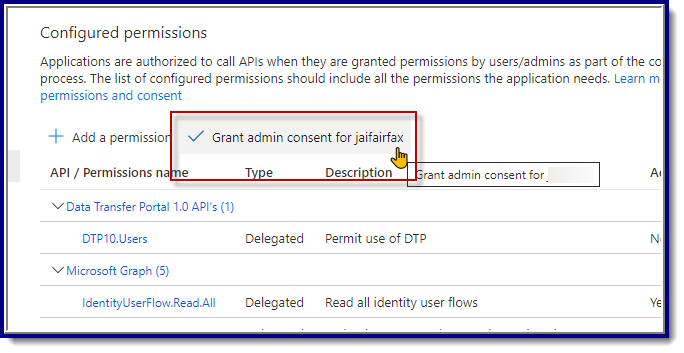 Configured permissions
Applications are authorized to call APIs when they are granted permissions by users/admins as part of the co
process. The list of configured permissions should include all the permissions the application needs. Learn m
permissions and consent
Add a permission
Grant admin consent for jaifairfax
API / Permissions name Type Description
Grant admin consent for
Data Transfer Portal 1.0 API's (1)
DTP10.Users Delegated Permit use of DTP
Microsoft Graph (5)
IdentityUserFlow.Read.All Delegated Read all identity user flows